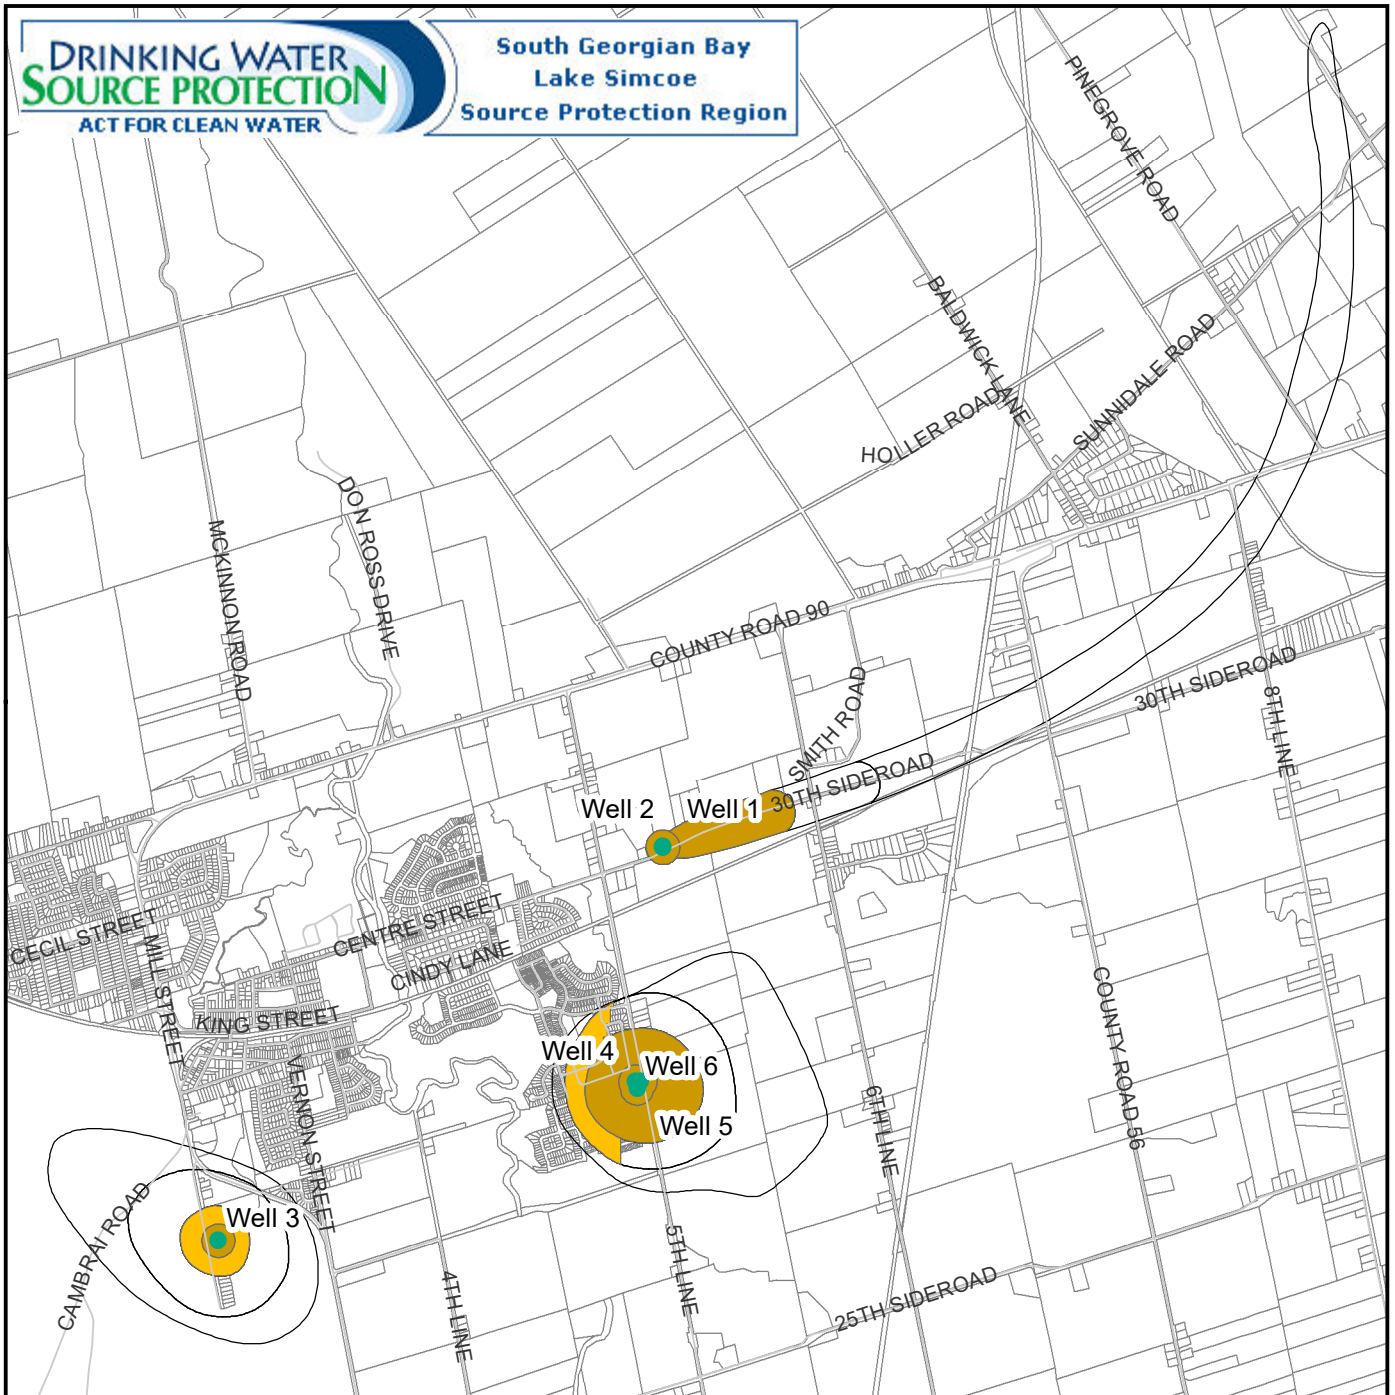 DRINKING WATER
SOURCE PROTECTION
ACT FOR CLEAN WATER
South Georgian Bay
Lake Simcoe
Source Protection Region
PINEGROVE ROAD
BALDWICK LANE
SUNNIDALE ROAD
HOLLER ROAD
DON ROSS DRIVE
MCKINNON ROAD
COUNTY ROAD 90
30TH SIDEROAD
8TH LINE
SMITH ROAD
30TH SIDEROAD
Well 2
Well 1
CENTRE STREET
CECIL STREET
MILL STREET
CINDY LANE
KING STREET
VERNON STREET
Well 4
Well 6
Well 5
6TH LINE
COUNTY ROAD 56
Well 3
CAMBRAI ROAD
5TH LINE
4TH LINE
25TH SIDEROAD